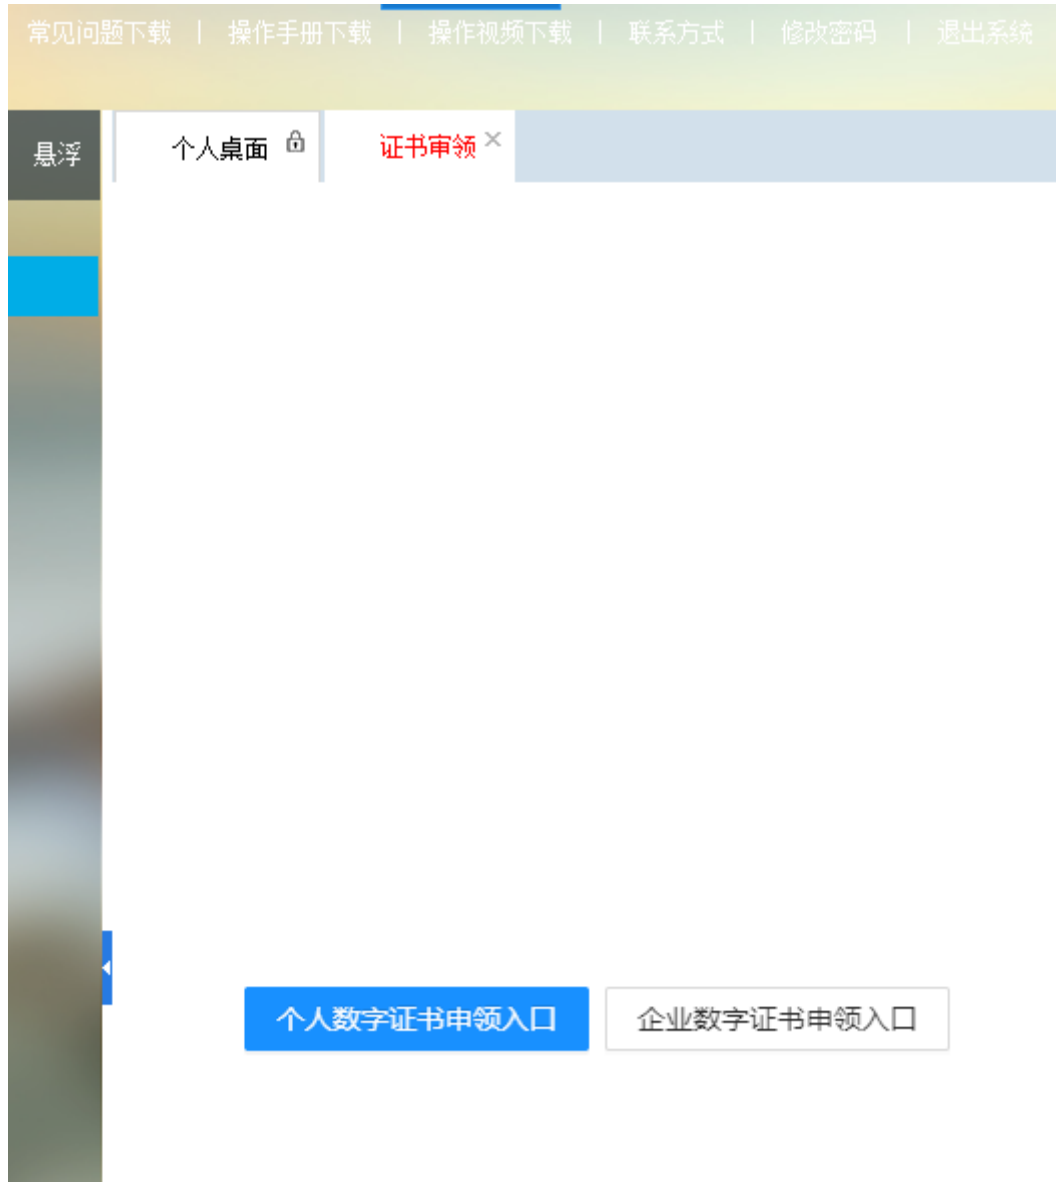 常见问题下载 | 操作手册下载 | 操作视频下载 | 联系方式 | 修改密码 | 退出系统
悬浮 个人桌面 证书审领
个人数字证书申领入口 企业数字证书申领入口